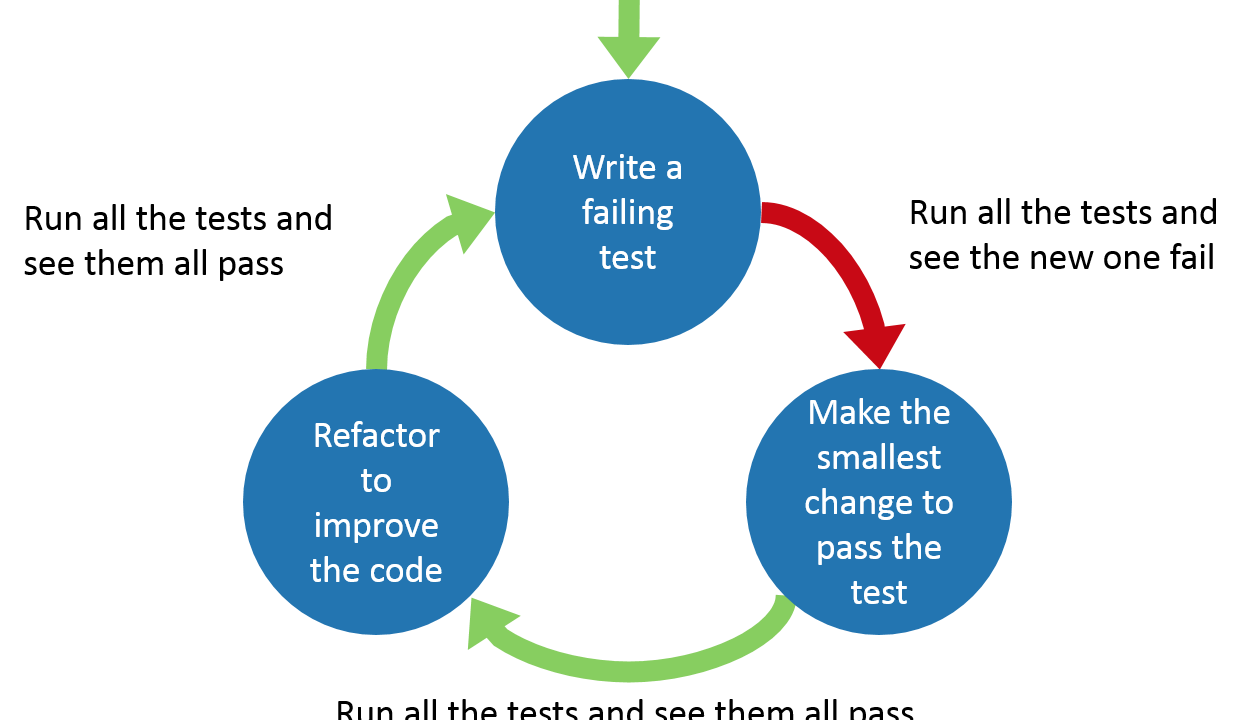 Write a
failing
test
Run all the tests and
see the new one fail
Make the
smallest
change to
pass the
test
Run all the tests and see them all pass
Refactor
to
improve
the code
Run all the tests and
see them all pass